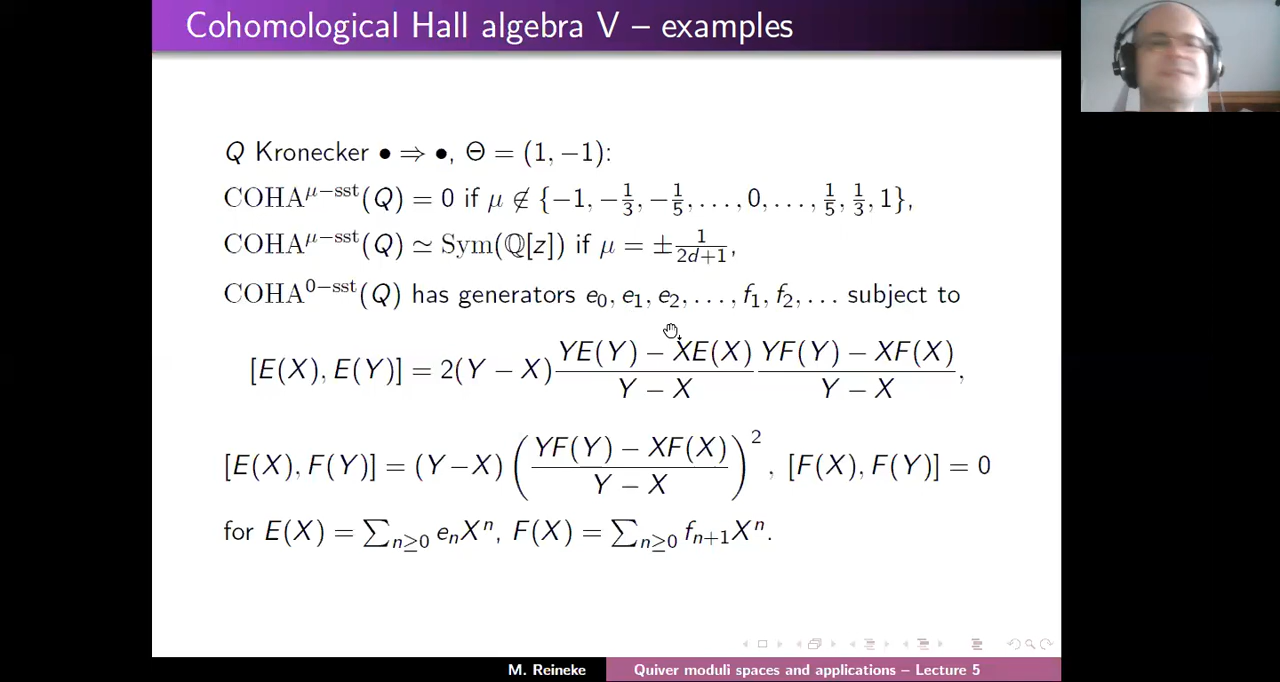 Cohomological Hall algebra V – examples
Q Kronecker • ⇒ •, Θ = (1, −1):
COHA^{μ−sst}(Q) = 0 if μ ∉ {−1, −1/3, −1/5, . . . , 0, . . . , 1/5, 1/3, 1},
COHA^{μ−sst}(Q) ≃ Sym(ℚ[z]) if μ = ± 1/(2d+1),
COHA^{0−sst}(Q) has generators e_0, e_1, e_2, . . . , f_1, f_2, . . . subject to
[E(X), E(Y)] = 2(Y − X) (YE(Y) − XE(X))/(Y − X) (YF(Y) − XF(X))/(Y − X),
[E(X), F(Y)] = (Y − X) ((YF(Y) − XF(X))/(Y − X))^2, [F(X), F(Y)] = 0
for E(X) = ∑_{n≥0} e_n X^n, F(X) = ∑_{n≥0} f_{n+1} X^n.
M. Reineke Quiver moduli spaces and applications – Lecture 5